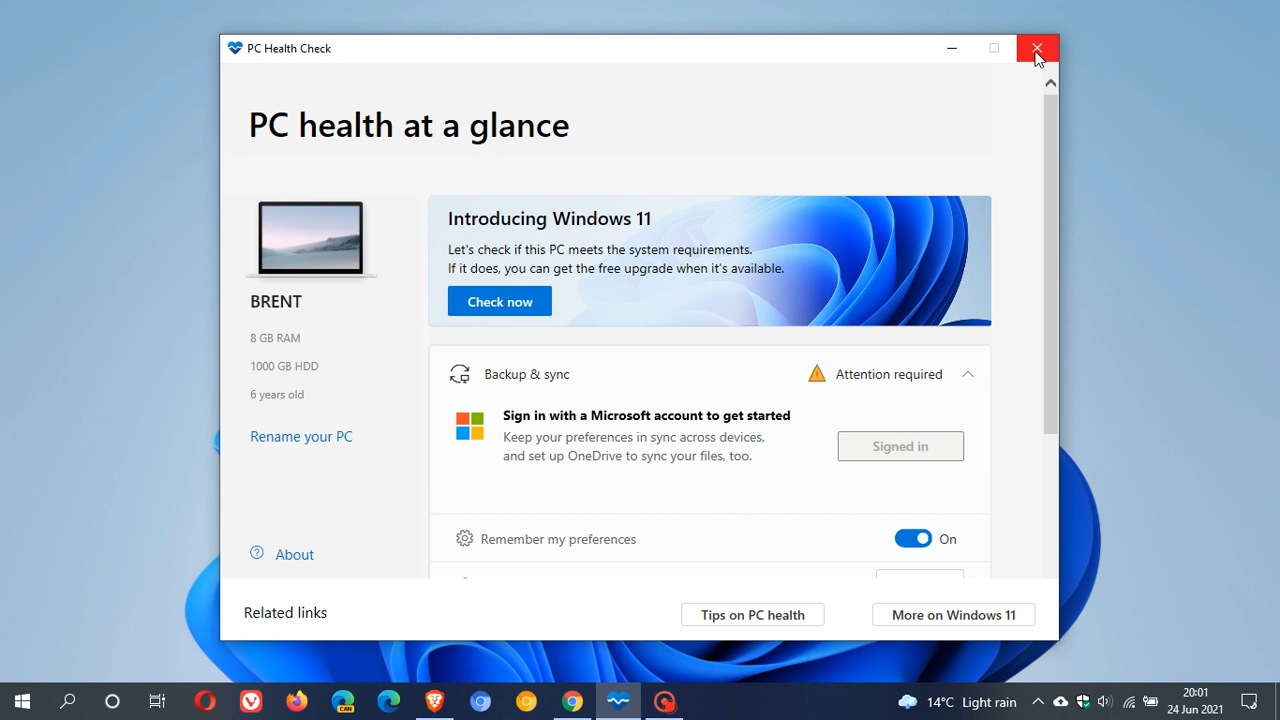 PC Health Check
PC health at a glance
BRENT
8 GB RAM
1000 GB HDD
6 years old
Rename your PC
About
Introducing Windows 11
Let's check if this PC meets the system requirements.
If it does, you can get the free upgrade when it's available.
Check now
Backup & sync
Attention required
Sign in with a Microsoft account to get started
Keep your preferences in sync across devices,
and set up OneDrive to sync your files, too.
Signed in
Remember my preferences
On
Related links
Tips on PC health
More on Windows 11
CAN
14°C Light rain
20:01
24 Jun 2021